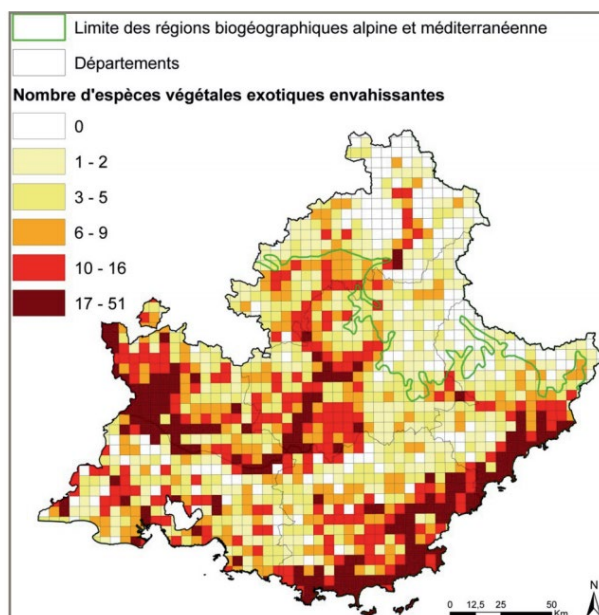 Limite des régions biogéographiques alpine et méditerranéenne
Départements
Nombre d'espèces végétales exotiques envahissantes
0
1 - 2
3 - 5
6 - 9
10 - 16
17 - 51
N
0 12,5 25 50
Km